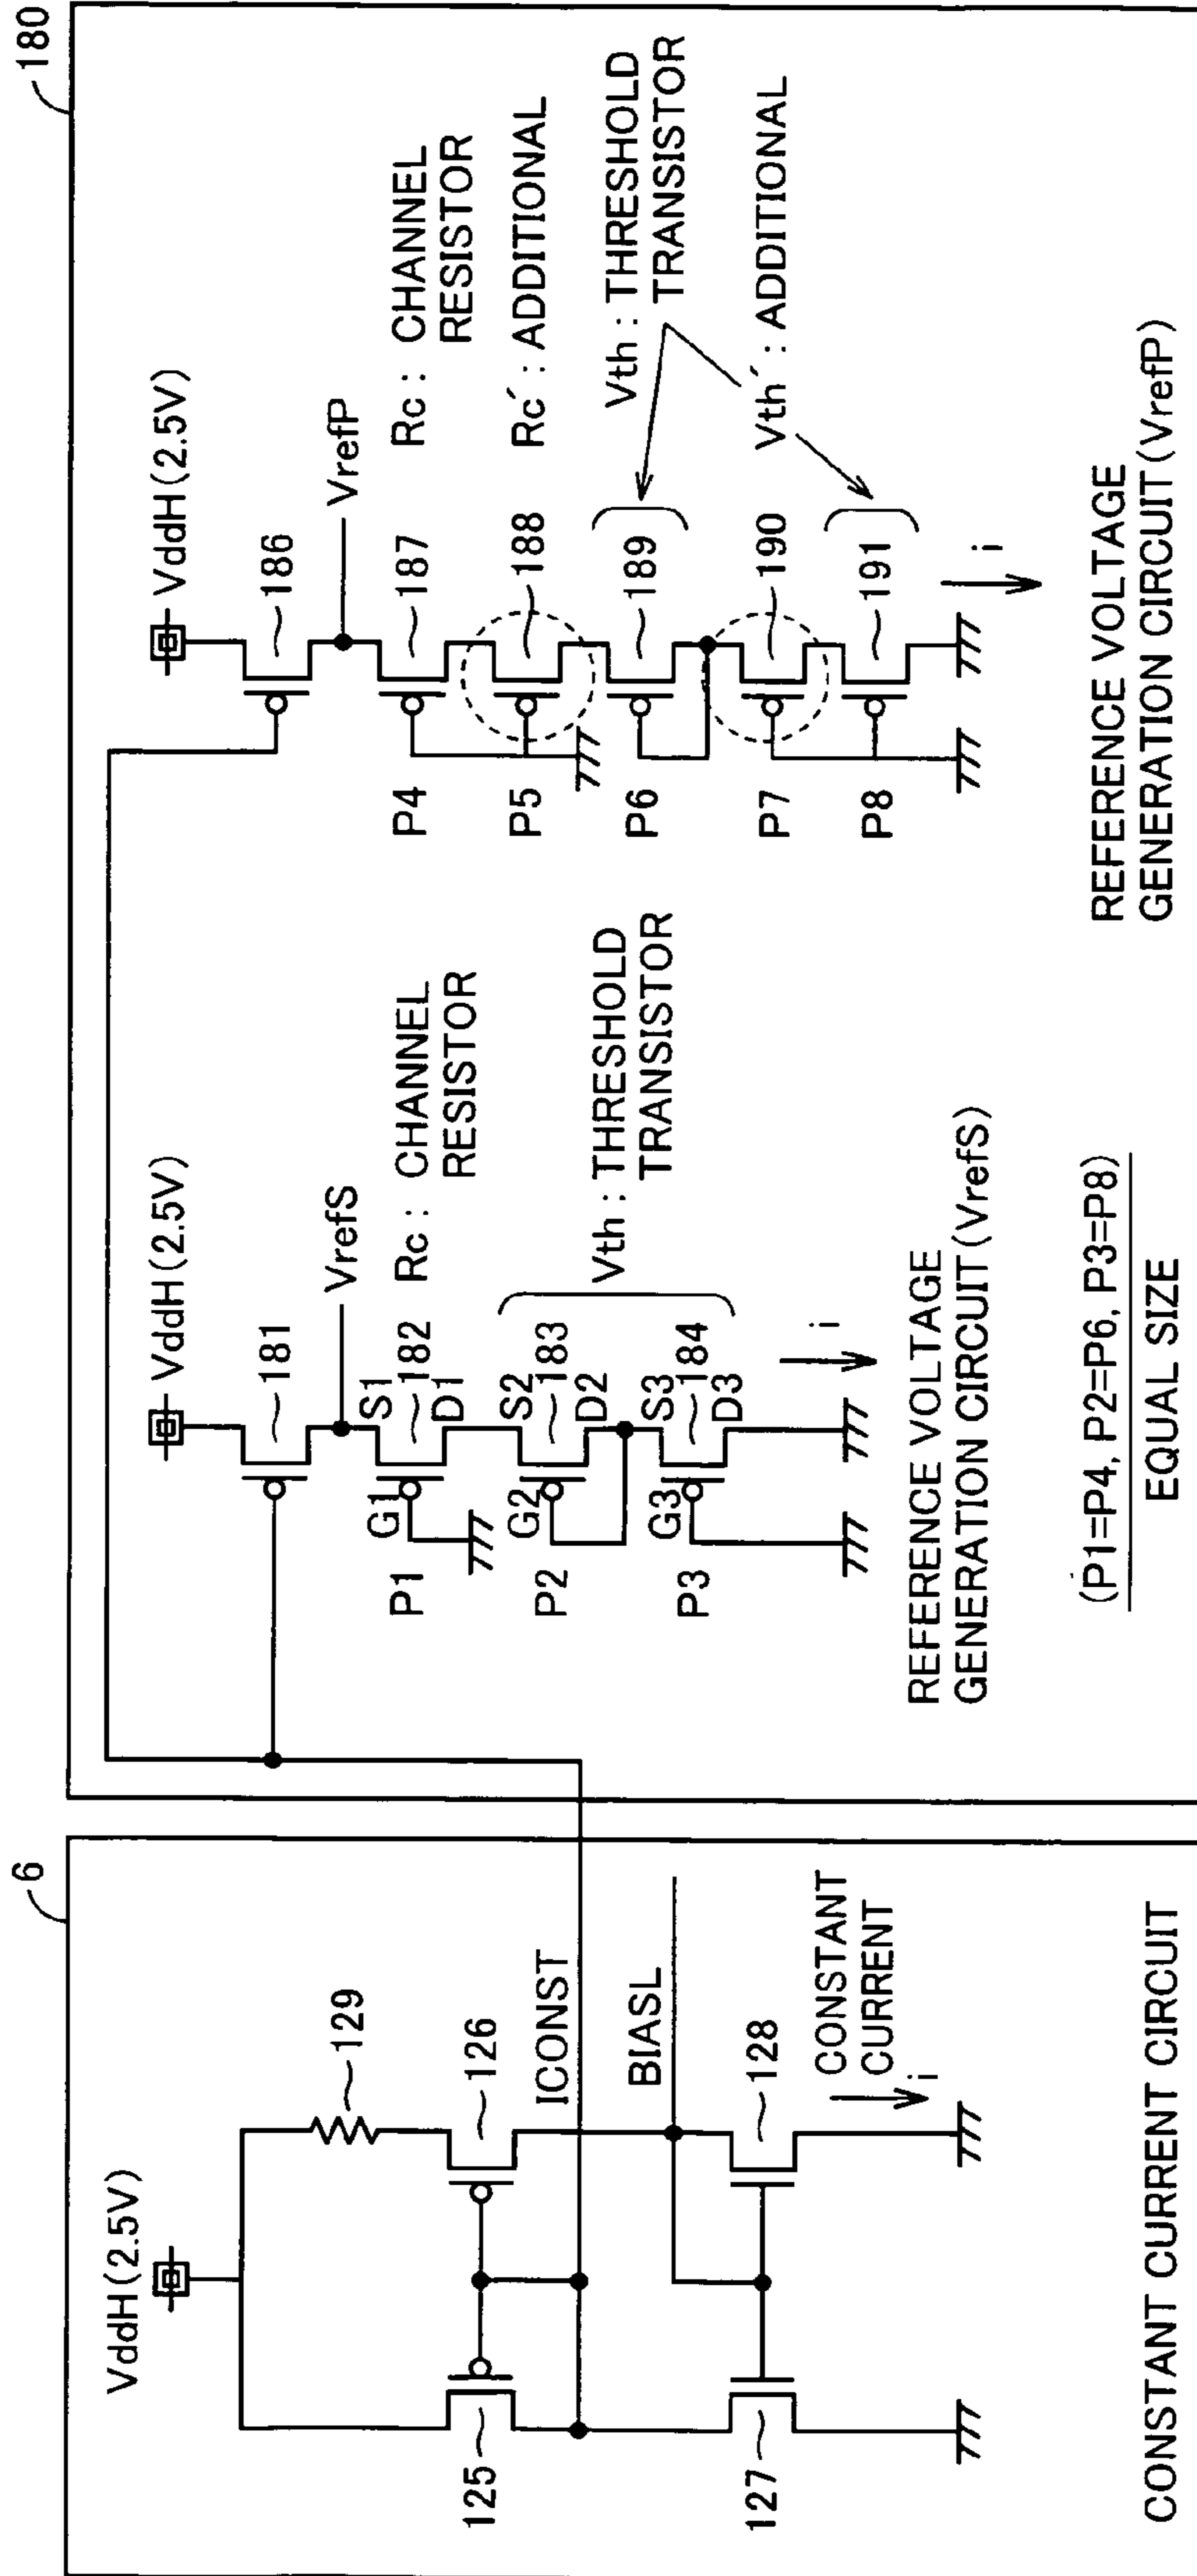 6
VddH(2.5V)
129
125
126
ICONST
BIASL
127
128
CONSTANT
CURRENT
i
CONSTANT CURRENT CIRCUIT
180
VddH(2.5V)
181
VrefS
P1
G1
S1
182
D1
Rc : CHANNEL
RESISTOR
P2
G2
S2
183
D2
P3
G3
S3
184
D3
Vth : THRESHOLD
TRANSISTOR
i
REFERENCE VOLTAGE
GENERATION CIRCUIT(VrefS)
(P1=P4, P2=P6, P3=P8)
EQUAL SIZE
VddH(2.5V)
186
VrefP
P4
187
Rc : CHANNEL
RESISTOR
P5
188
Rc´ : ADDITIONAL
P6
189
Vth : THRESHOLD
TRANSISTOR
P7
190
Vth´ : ADDITIONAL
P8
191
i
REFERENCE VOLTAGE
GENERATION CIRCUIT(VrefP)